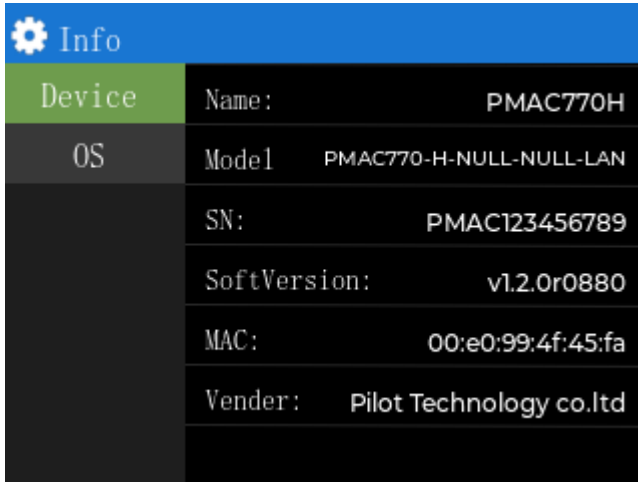 Info
Device
OS
Name: PMAC770H
Model PMAC770-H-NULL-NULL-LAN
SN: PMAC123456789
SoftVersion: v1.2.0r0880
MAC: 00:e0:99:4f:45:fa
Vender: Pilot Technology co.ltd